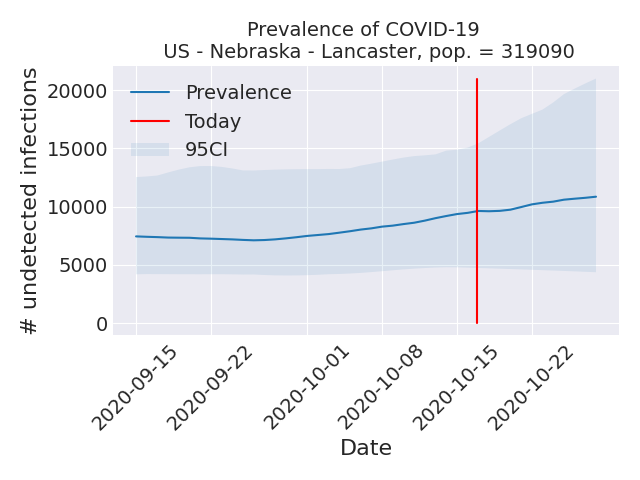 Prevalence of COVID-19
US - Nebraska - Lancaster, pop. = 319090
# undetected infections
20000
15000
10000
5000
0
Prevalence
Today
95CI
2020-09-15
2020-09-22
2020-10-01
2020-10-08
2020-10-15
2020-10-22
Date